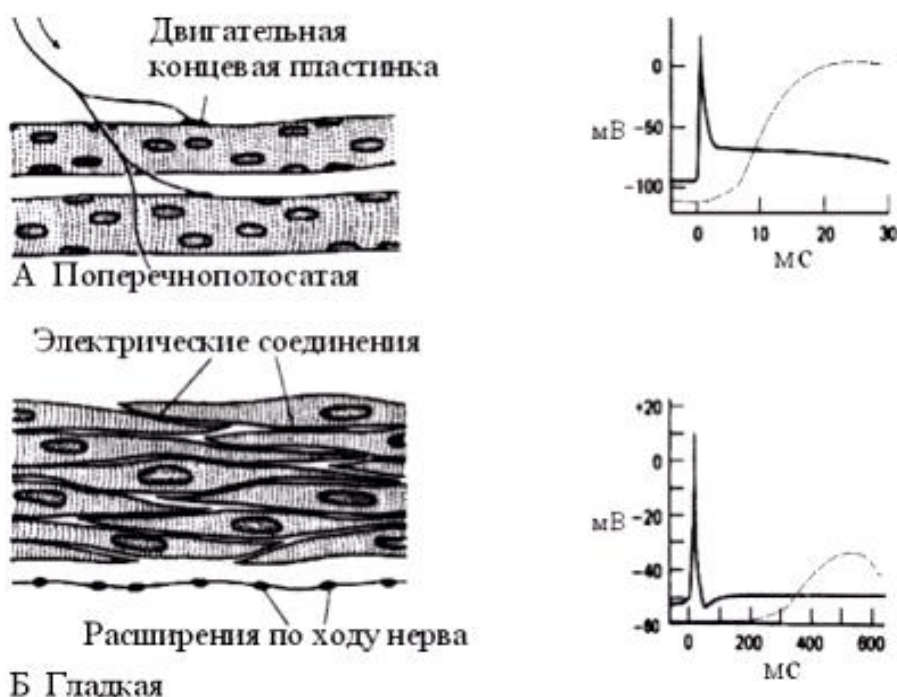 Двигательная
концевая пластинка
А Поперечнополосатая
0
-50
-100
мВ
0 10 20 30
мс
Электрические соединения
Расширения по ходу нерва
Б Гладкая
+20
0
-20
-40
-60
мВ
0 200 400 600
мс